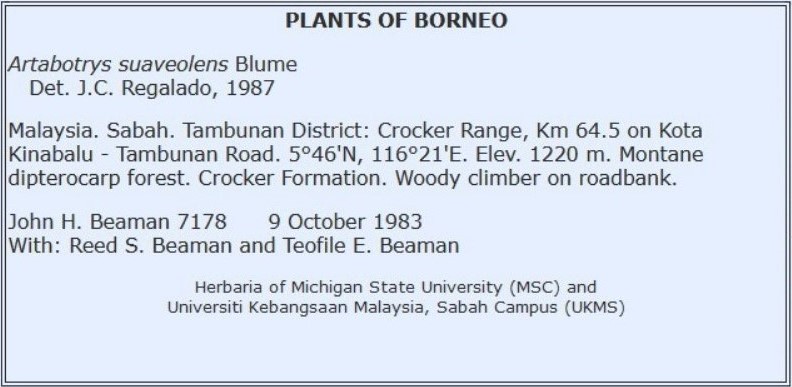 PLANTS OF BORNEO
Artabotrys suaveolens Blume
Det. J.C. Regalado, 1987
Malaysia. Sabah. Tambunan District: Crocker Range, Km 64.5 on Kota
Kinabalu - Tambunan Road. 5°46'N, 116°21'E. Elev. 1220 m. Montane
dipterocarp forest. Crocker Formation. Woody climber on roadbank.
John H. Beaman 7178 9 October 1983
With: Reed S. Beaman and Teofile E. Beaman
Herbaria of Michigan State University (MSC) and
Universiti Kebangsaan Malaysia, Sabah Campus (UKMS)